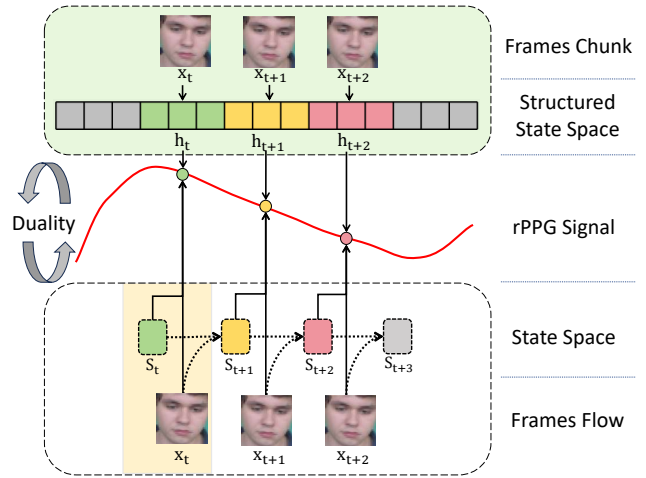 Frames Chunk
x_t x_{t+1} x_{t+2}
Structured
State Space
h_t h_{t+1} h_{t+2}
Duality
rPPG Signal
State Space
S_t S_{t+1} S_{t+2} S_{t+3}
Frames Flow
x_t x_{t+1} x_{t+2}